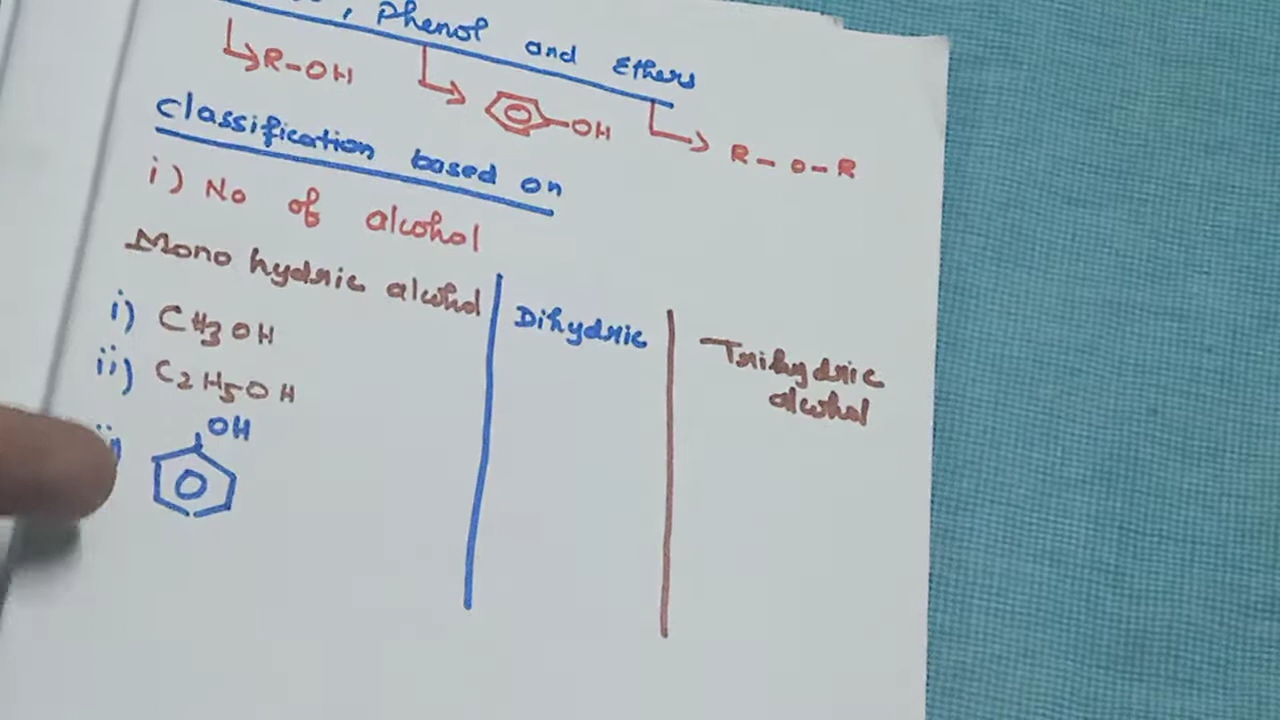 , Phenol and Ethers
R-OH
-OH
R-O-R
Classification based on
i) No of alcohol
Mono hydric alcohol
Dihydric
Trihydric
alcohol
i) CH3OH
ii) C2H5OH
OH